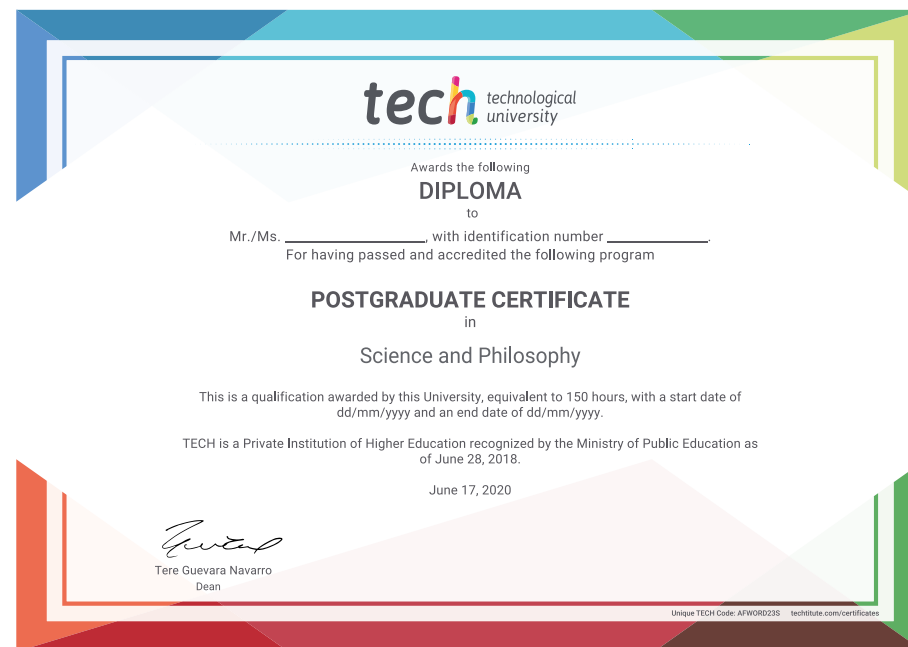 tech technological
university
Awards the following
DIPLOMA
to
Mr./Ms. ____________________, with identification number ______________.
For having passed and accredited the following program
POSTGRADUATE CERTIFICATE
in
Science and Philosophy
This is a qualification awarded by this University, equivalent to 150 hours, with a start date of
dd/mm/yyyy and an end date of dd/mm/yyyy.
TECH is a Private Institution of Higher Education recognized by the Ministry of Public Education as
of June 28, 2018.
June 17, 2020
Tere Guevara Navarro
Dean
Unique TECH Code: AFWORD23S techtitute.com/certificates